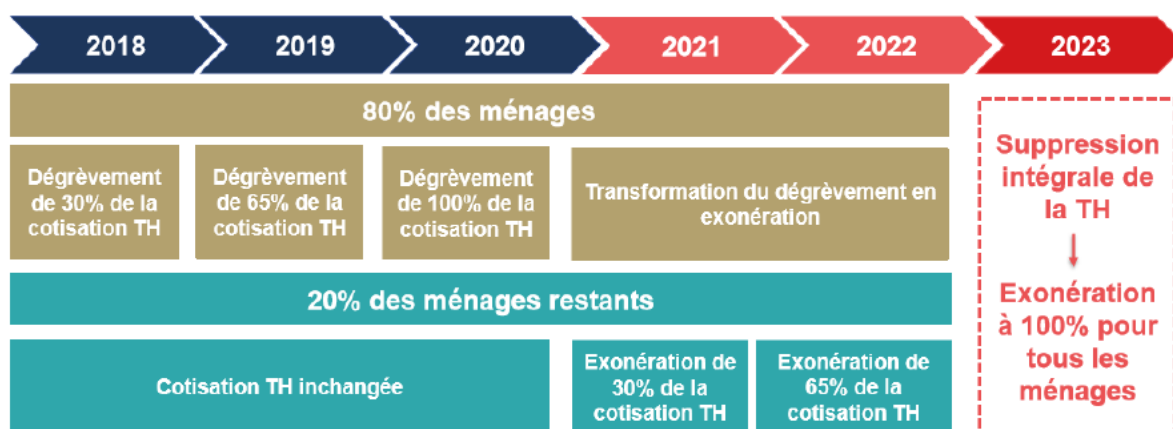 2018
2019
2020
2021
2022
2023
80% des ménages
Dégrèvement
de 30% de la
cotisation TH
Dégrèvement
de 65% de la
cotisation TH
Dégrèvement
de 100% de la
cotisation TH
Transformation du dégrèvement en
exonération
20% des ménages restants
Cotisation TH inchangée
Exonération de
30% de la
cotisation TH
Exonération de
65% de la
cotisation TH
Suppression
intégrale de
la TH
Exonération
à 100% pour
tous les
ménages